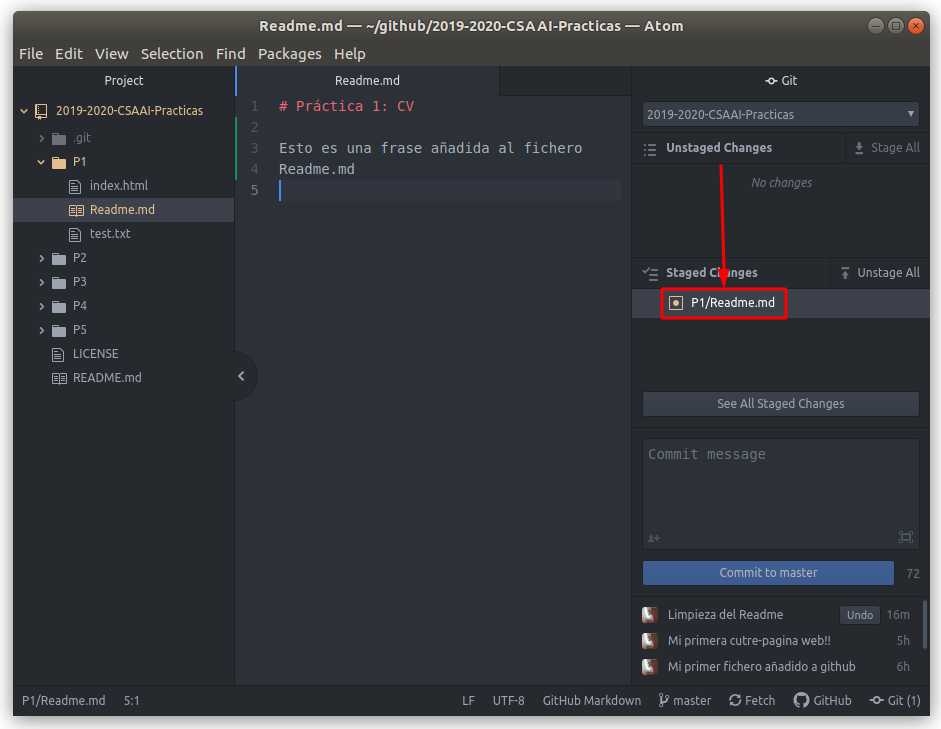 Readme.md — ~/github/2019-2020-CSAAI-Practicas — Atom
File Edit View Selection Find Packages Help
Project
2019-2020-CSAAI-Practicas
.git
P1
index.html
Readme.md
test.txt
P2
P3
P4
P5
LICENSE
README.md
Readme.md
1 # Práctica 1: CV
2
3 Esto es una frase añadida al fichero
4 Readme.md
5
Git
2019-2020-CSAAI-Practicas
Unstaged Changes Stage All
No changes
Staged Changes Unstage All
P1/Readme.md
See All Staged Changes
Commit message
Commit to master 72
Limpieza del Readme Undo 16m
Mi primera cutre-pagina web!! 5h
Mi primer fichero añadido a github 6h
P1/Readme.md 5:1 LF UTF-8 GitHub Markdown master Fetch GitHub Git (1)